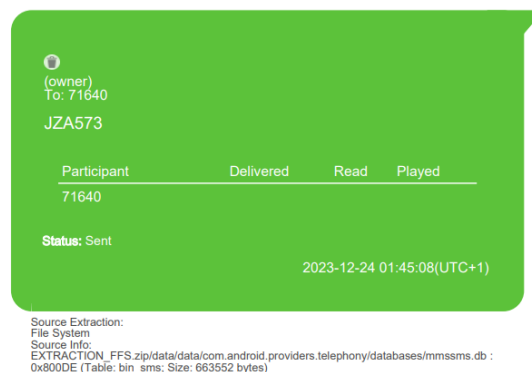 (owner)
To: 71640
JZA573
Participant Delivered Read Played
71640
Status: Sent
2023-12-24 01:45:08(UTC+1)
Source Extraction:
File System
Source Info:
EXTRACTION_FFS.zip/data/data/com.android.providers.telephony/databases/mmssms.db :
0x800DE (Table: bin_sms; Size: 663552 bytes)